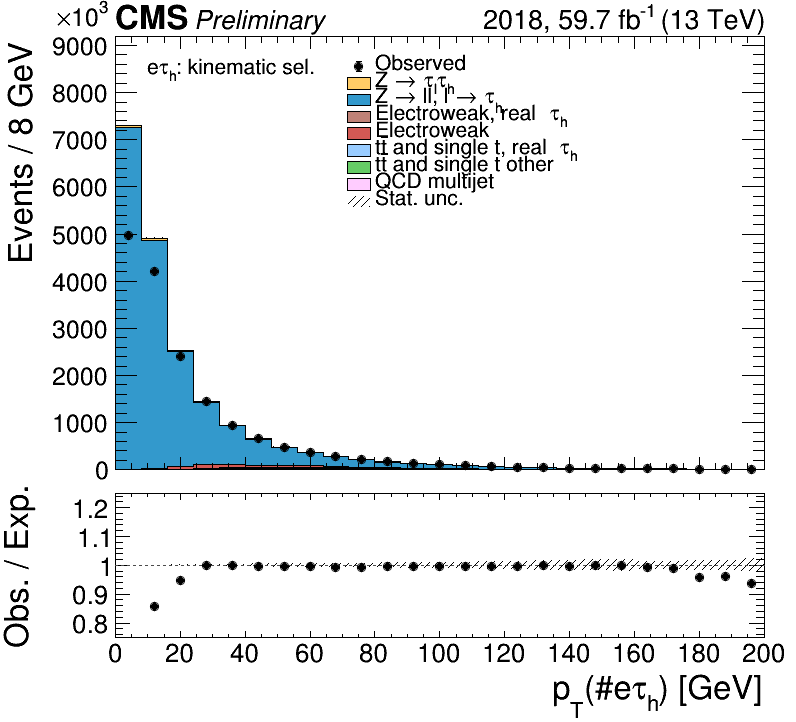 ×10³ CMS Preliminary 2018, 59.7 fb⁻¹ (13 TeV)
eτₕ: kinematic sel.
Observed
Z → τₗτₕ
Z → ll, l → τₕ
Electroweak, real τₕ
Electroweak
tt̄ and single t, real τₕ
tt̄ and single t other
QCD multijet
Stat. unc.
Events / 8 GeV
9000
8000
7000
6000
5000
4000
3000
2000
1000
0
Obs. / Exp.
1.2
1.1
1
0.9
0.8
0 20 40 60 80 100 120 140 160 180 200
p_T(#eτₕ) [GeV]